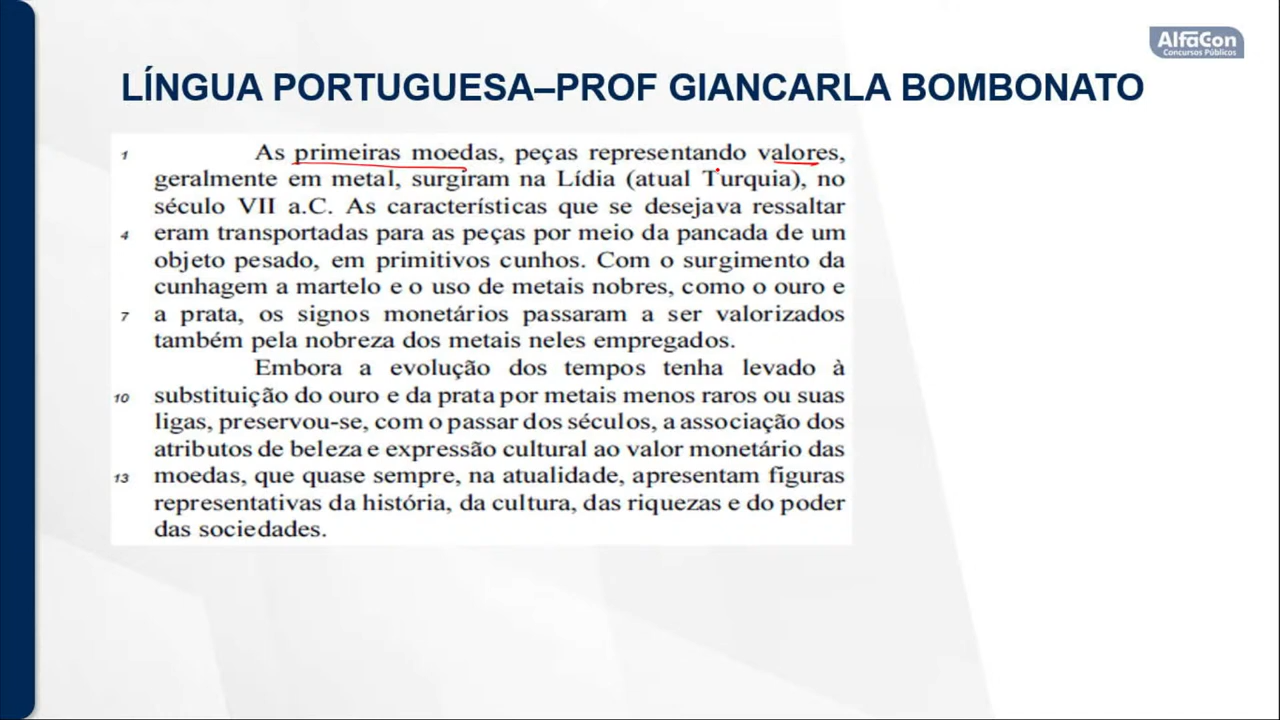 AlfaCon
Concursos Públicos
LÍNGUA PORTUGUESA–PROF GIANCARLA BOMBONATO
1 As primeiras moedas, peças representando valores,
geralmente em metal, surgiram na Lídia (atual Turquia), no
século VII a.C. As características que se desejava ressaltar
4 eram transportadas para as peças por meio da pancada de um
objeto pesado, em primitivos cunhos. Com o surgimento da
cunhagem a martelo e o uso de metais nobres, como o ouro e
7 a prata, os signos monetários passaram a ser valorizados
também pela nobreza dos metais neles empregados.
Embora a evolução dos tempos tenha levado à
10 substituição do ouro e da prata por metais menos raros ou suas
ligas, preservou-se, com o passar dos séculos, a associação dos
atributos de beleza e expressão cultural ao valor monetário das
13 moedas, que quase sempre, na atualidade, apresentam figuras
representativas da história, da cultura, das riquezas e do poder
das sociedades.